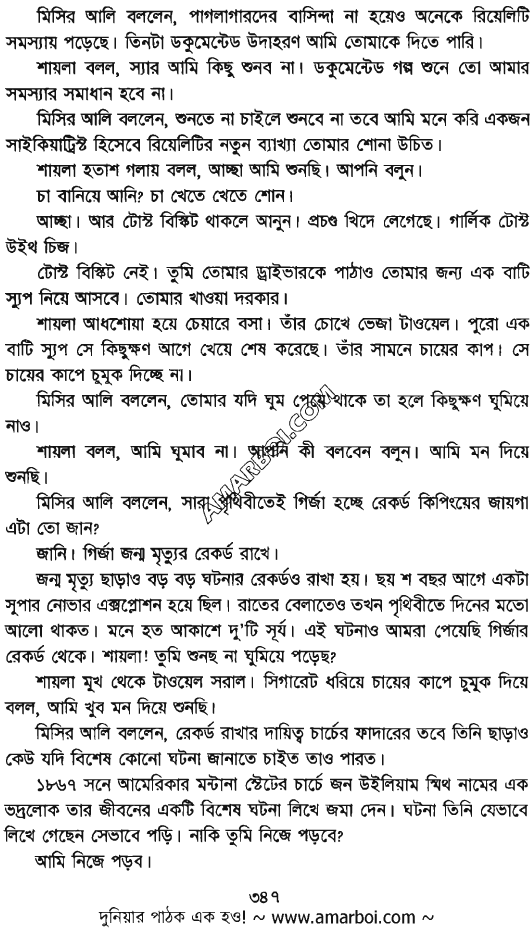 মিসির আলি বললেন, পাগলাগারদের বাসিন্দা না হয়েও অনেকে রিয়েলিটি
সমস্যায় পড়েছে। তিনটা ডকুমেন্টেড উদাহরণ আমি তোমাকে দিতে পারি।
শায়লা বলল, স্যার আমি কিছু শুনব না। ডকুমেন্টেড গল্প শুনে তো আমার
সমস্যার সমাধান হবে না।
মিসির আলি বললেন, শুনতে না চাইলে শুনবে না তবে আমি মনে করি একজন
সাইকিয়াট্রিস্ট হিসেবে রিয়েলিটির নতুন ব্যাখ্যা তোমার শোনা উচিত।
শায়লা হতাশ গলায় বলল, আচ্ছা আমি শুনছি। আপনি বলুন।
চা বানিয়ে আনি? চা খেতে খেতে শোন।
আচ্ছা। আর টোস্ট বিস্কিট থাকলে আনুন। প্রচণ্ড খিদে লেগেছে। গার্লিক টোস্ট
উইথ চিজ।
টোস্ট বিস্কিট নেই। তুমি তোমার ড্রাইভারকে পাঠাও তোমার জন্য এক বাটি
স্যুপ নিয়ে আসবে। তোমার খাওয়া দরকার।
শায়লা আধশোয়া হয়ে চেয়ারে বসা। তাঁর চোখে ভেজা টাওয়েল। পুরো এক
বাটি স্যুপ সে কিছুক্ষণ আগে খেয়ে শেষ করেছে। তাঁর সামনে চায়ের কাপ। সে
চায়ের কাপে চুমুক দিচ্ছে না।
মিসির আলি বললেন, তোমার যদি ঘুম পেয়ে থাকে তা হলে কিছুক্ষণ ঘুমিয়ে
নাও।
শায়লা বলল, আমি ঘুমাব না। আপনি কী বলবেন বলুন। আমি মন দিয়ে
শুনছি।
মিসির আলি বললেন, সারা পৃথিবীতেই গির্জা হচ্ছে রেকর্ড কিপিংয়ের জায়গা
এটা তো জান?
জানি। গির্জা জন্ম মৃত্যুর রেকর্ড রাখে।
জন্ম মৃত্যু ছাড়াও বড় বড় ঘটনার রেকর্ডও রাখা হয়। ছয় শ বছর আগে একটা
সুপার নোভার এক্সপ্লোশন হয়ে ছিল। রাতের বেলাতেও তখন পৃথিবীতে দিনের মতো
আলো থাকত। মনে হত আকাশে দু'টি সূর্য। এই ঘটনাও আমরা পেয়েছি গির্জার
রেকর্ড থেকে। শায়লা! তুমি শুনছ না ঘুমিয়ে পড়েছ?
শায়লা মুখ থেকে টাওয়েল সরাল। সিগারেট ধরিয়ে চায়ের কাপে চুমুক দিয়ে
বলল, আমি খুব মন দিয়ে শুনছি।
মিসির আলি বললেন, রেকর্ড রাখার দায়িত্ব চার্চের ফাদারের তবে তিনি ছাড়াও
কেউ যদি বিশেষ কোনো ঘটনা জানাতে চাইত তাও পারত।
১৮৬৭ সনে আমেরিকার মন্টানা স্টেটের চার্চে জন উইলিয়াম স্মিথ নামের এক
ভদ্রলোক তার জীবনের একটি বিশেষ ঘটনা লিখে জমা দেন। ঘটনা তিনি যেভাবে
লিখে গেছেন সেভাবে পড়ি। নাকি তুমি নিজে পড়বে?
আমি নিজে পড়ব।
AMARBOI.COM
৩৪৭
দুনিয়ার পাঠক এক হও! ~ www.amarboi.com ~